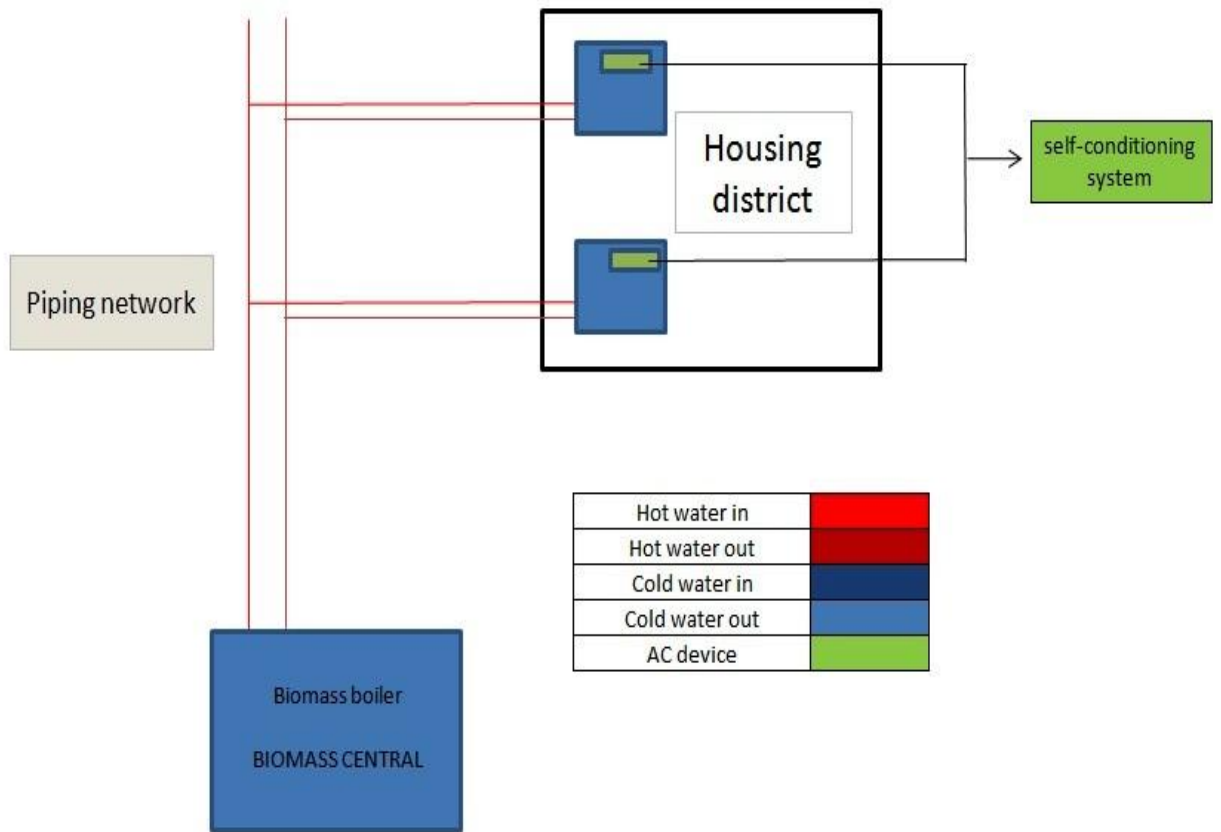 Housing
district
self-conditioning
system
Piping network
Hot water in
Hot water out
Cold water in
Cold water out
AC device
Biomass boiler
BIOMASS CENTRAL